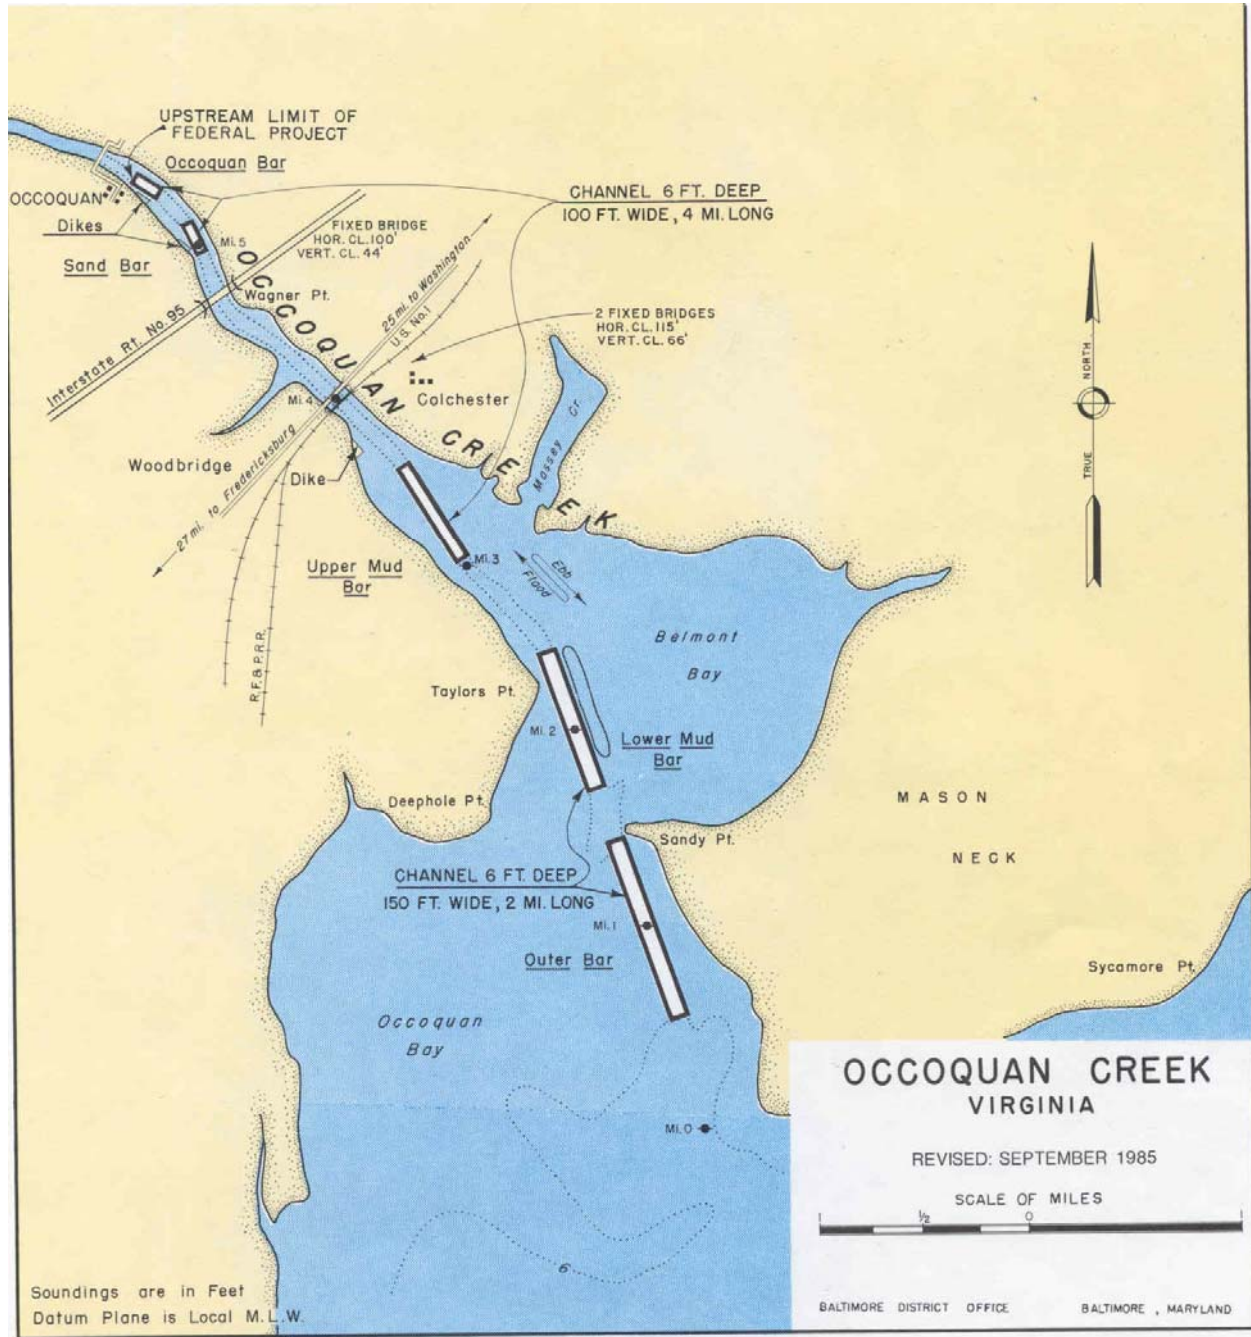 UPSTREAM LIMIT OF
FEDERAL PROJECT
Occoquan Bar
OCCOQUAN
Dikes
Sand Bar
Mi. 5
FIXED BRIDGE
HOR. CL. 100'
VERT. CL. 44'
CHANNEL 6 FT. DEEP
100 FT. WIDE, 4 MI. LONG
Wagner Pt.
Interstate Rt. No. 95
OCCOQUAN CREEK
25 mi. to Washington
U.S. No. 1
2 FIXED BRIDGES
HOR. CL. 115'
VERT. CL. 66'
Mi. 4
Colchester
Massey Cr
NORTH
TRUE
Woodbridge
27 mi. to Fredericksburg
Dike
R.F. & P. R.R.
Upper Mud
Bar
Mi. 3
Ebb
Flood
Belmont
Bay
Taylors Pt.
Mi. 2
Lower Mud
Bar
Deephole Pt.
Sandy Pt.
MASON
NECK
CHANNEL 6 FT. DEEP
150 FT. WIDE, 2 MI. LONG
Mi. 1
Outer Bar
Sycamore Pt.
Occoquan
Bay
Mi. 0
6
OCCOQUAN CREEK
VIRGINIA
REVISED: SEPTEMBER 1985
SCALE OF MILES
1 ½ 0 1
BALTIMORE DISTRICT OFFICE BALTIMORE, MARYLAND
Soundings are in Feet
Datum Plane is Local M.L.W.